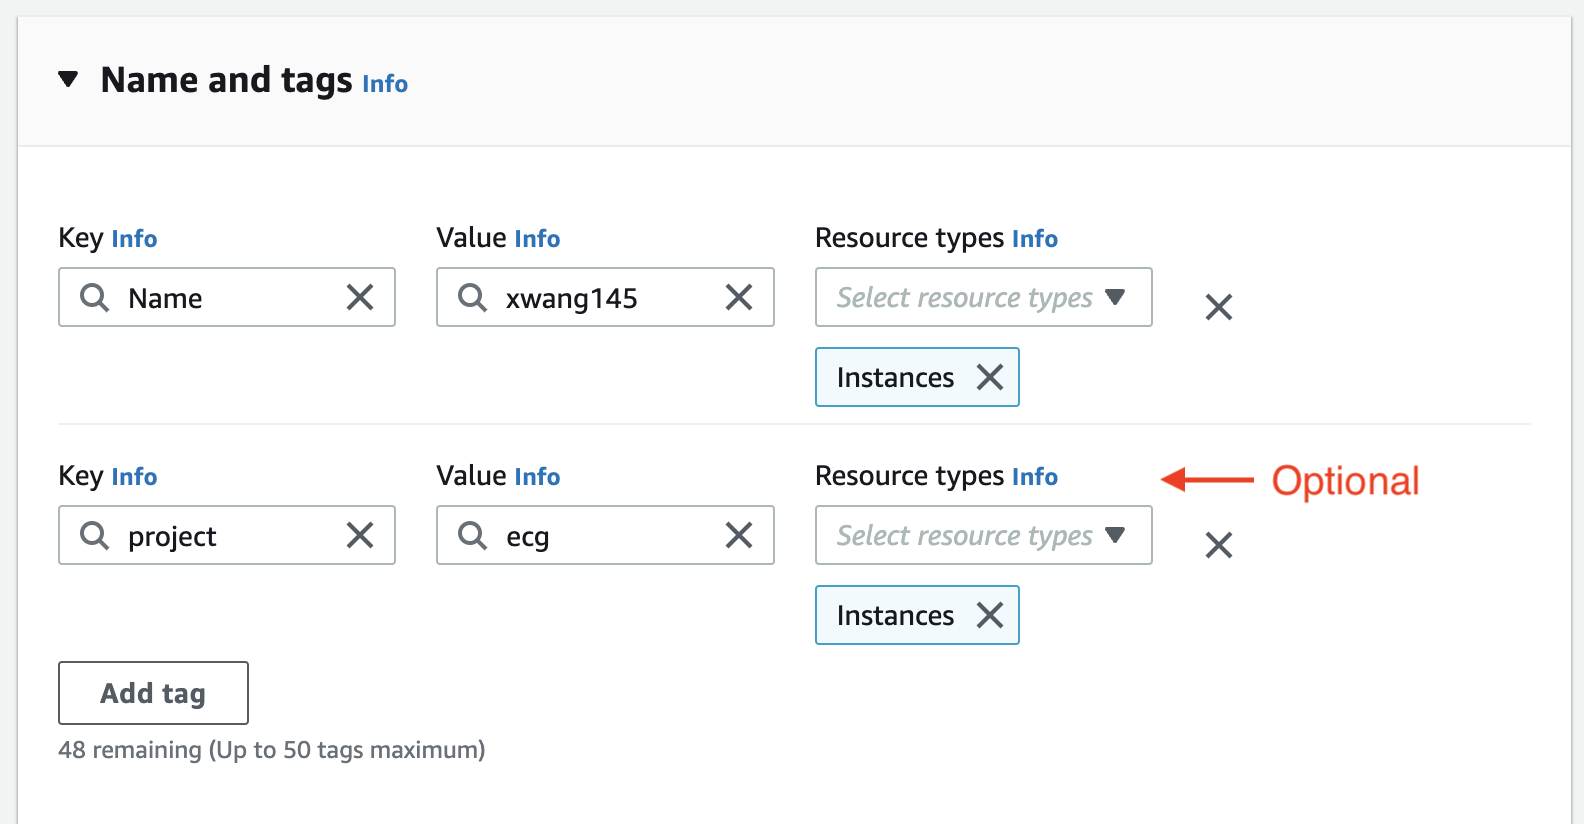 Name and tags Info
Key Info Value Info Resource types Info
Name xwang145 Select resource types
Instances
Key Info Value Info Resource types Info Optional
project ecg Select resource types
Instances
Add tag
48 remaining (Up to 50 tags maximum)